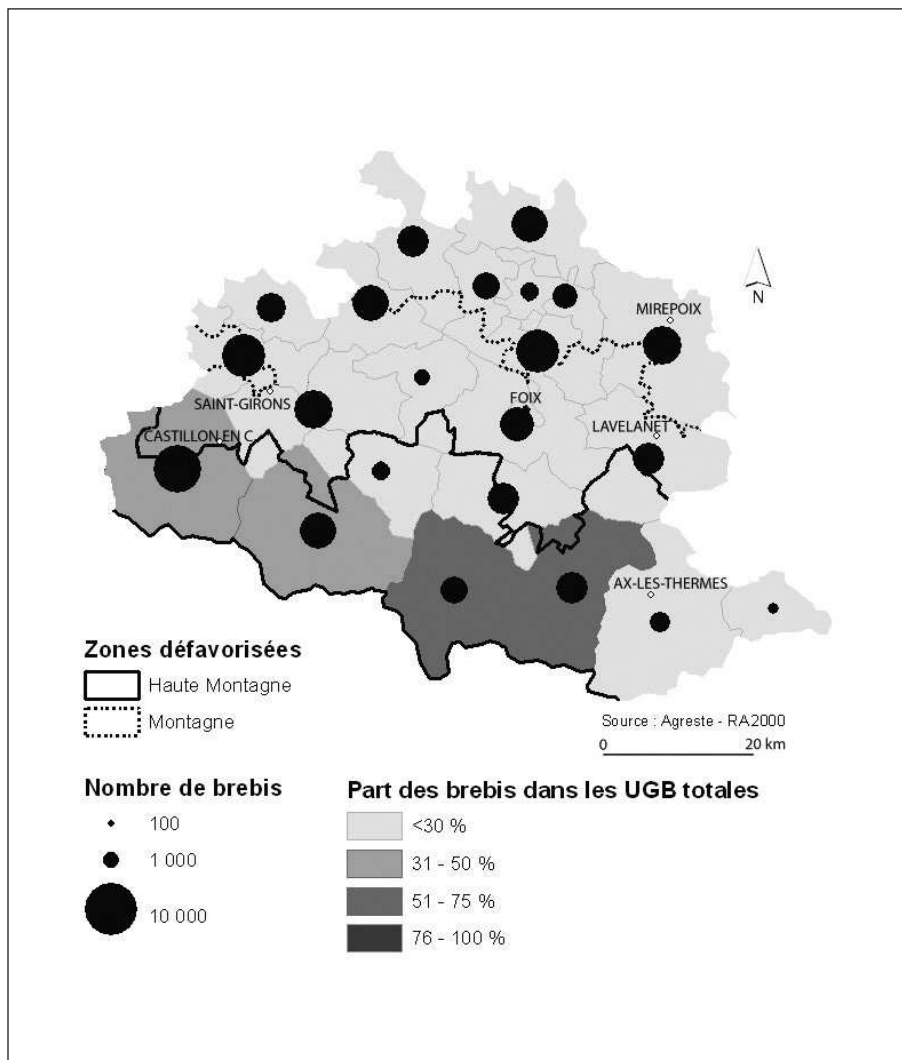 N
MIREPOIX
SAINT-GIRONS
FOIX
LAVELANET
CASTILLON EN C.
AX-LES-THERMES
Zones défavorisées
Haute Montagne
Montagne
Source : Agreste - RA2000
0 20 km
Nombre de brebis
100
1 000
10 000
Part des brebis dans les UGB totales
<30 %
31 - 50 %
51 - 75 %
76 - 100 %